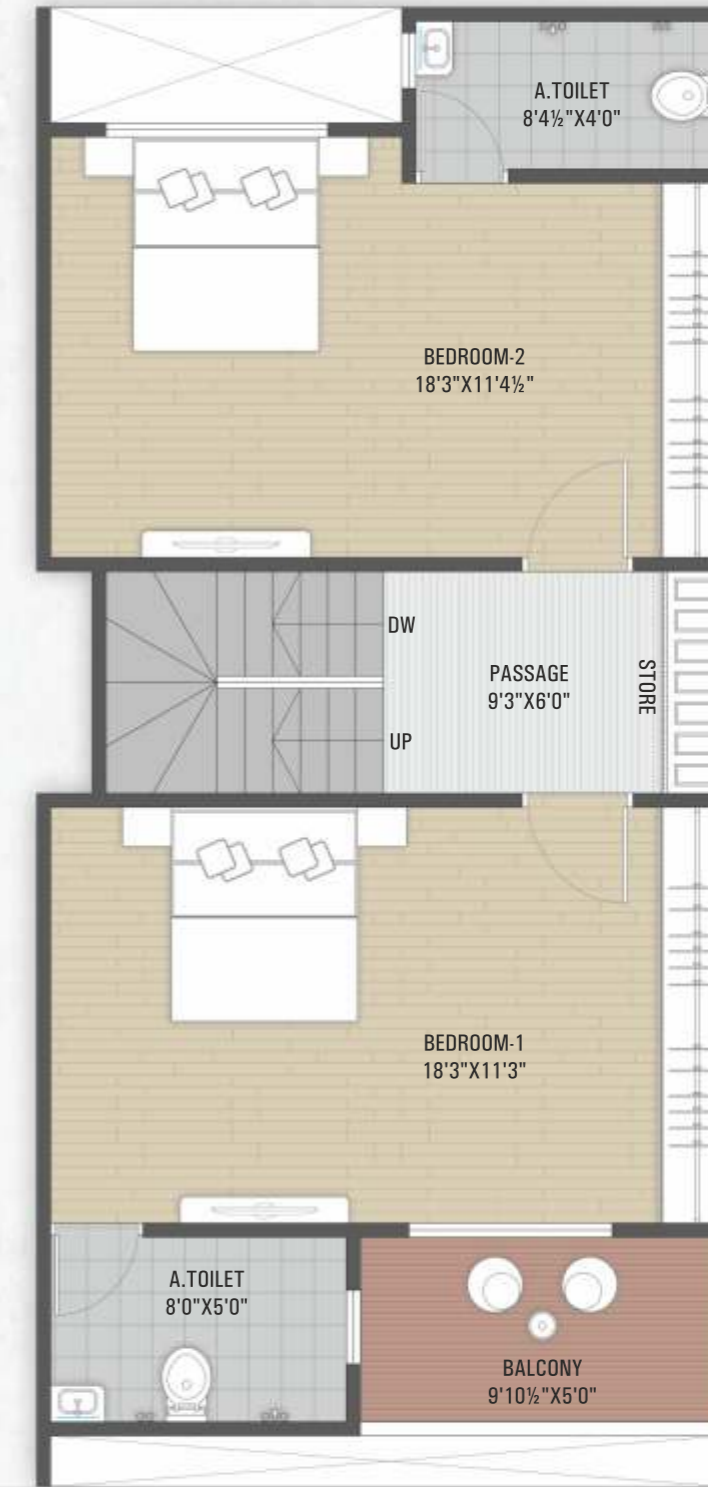 A.TOILET
8'4½"X4'0"
BEDROOM-2
18'3"X11'4½"
DW
PASSAGE
9'3"X6'0"
STORE
UP
BEDROOM-1
18'3"X11'3"
A.TOILET
8'0"X5'0"
BALCONY
9'10½"X5'0"